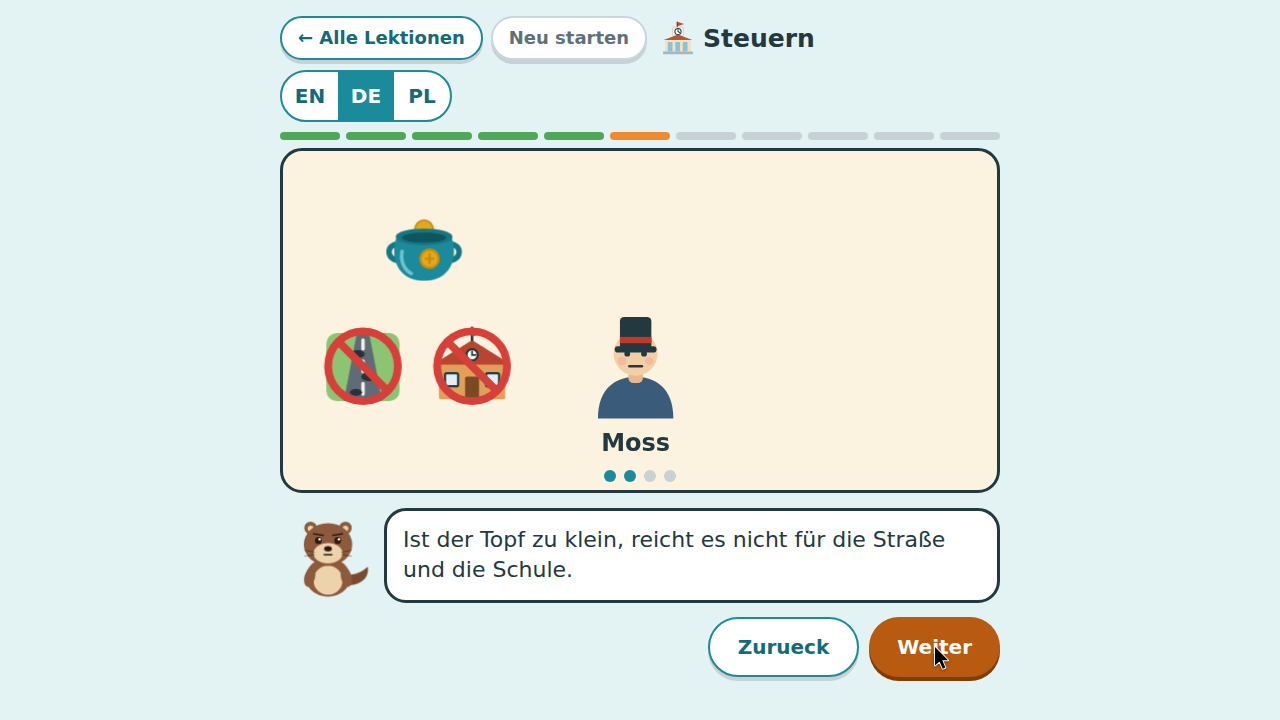 ← Alle Lektionen
Neu starten
Steuern
EN DE PL
Moss
Ist der Topf zu klein, reicht es nicht für die Straße
und die Schule.
Zurueck
Weiter